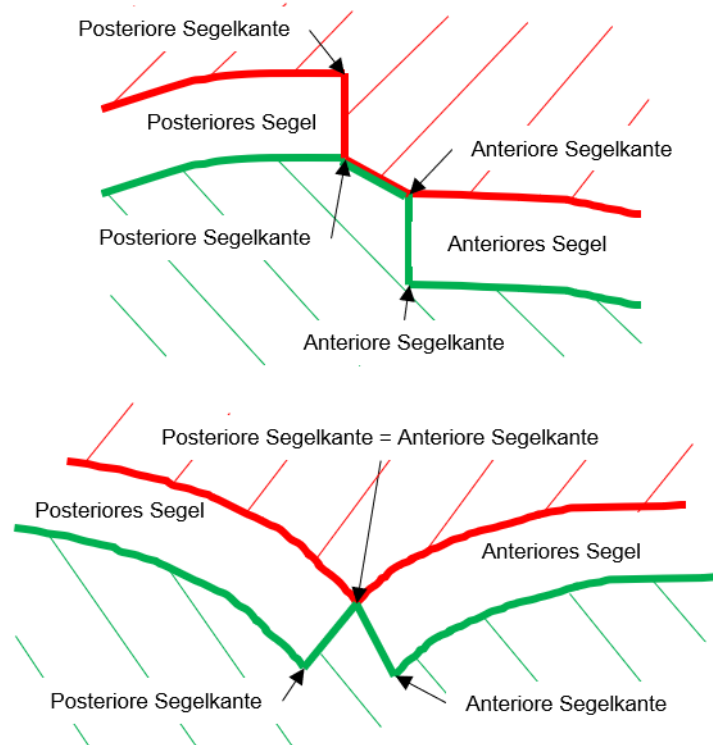 Posteriore Segelkante
Posteriores Segel
Anteriore Segelkante
Posteriore Segelkante
Anteriores Segel
Anteriore Segelkante
Posteriore Segelkante = Anteriore Segelkante
Posteriores Segel
Anteriores Segel
Posteriore Segelkante
Anteriore Segelkante